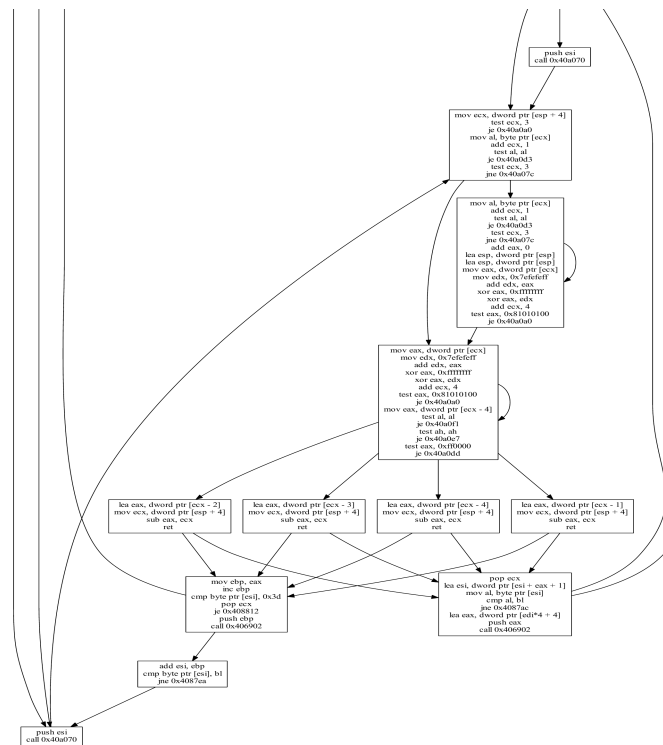 push esi
call 0x40a070
mov ecx, dword ptr [esp + 4]
test ecx, 3
je 0x40a0a0
mov al, byte ptr [ecx]
add ecx, 1
test al, al
je 0x40a0d3
test ecx, 3
jne 0x40a07c
mov al, byte ptr [ecx]
add ecx, 1
test al, al
je 0x40a0d3
test ecx, 3
jne 0x40a07c
add eax, 0
lea esp, dword ptr [esp]
lea esp, dword ptr [esp]
mov eax, dword ptr [ecx]
mov edx, 0x7efefeff
add edx, eax
xor eax, 0xffffffff
xor eax, edx
add ecx, 4
test eax, 0x81010100
je 0x40a0a0
mov eax, dword ptr [ecx]
mov edx, 0x7efefeff
add edx, eax
xor eax, 0xffffffff
xor eax, edx
add ecx, 4
test eax, 0x81010100
je 0x40a0a0
mov eax, dword ptr [ecx - 4]
test al, al
je 0x40a0f1
test ah, ah
je 0x40a0e7
test eax, 0xff0000
je 0x40a0dd
lea eax, dword ptr [ecx - 2]
mov ecx, dword ptr [esp + 4]
sub eax, ecx
ret
lea eax, dword ptr [ecx - 3]
mov ecx, dword ptr [esp + 4]
sub eax, ecx
ret
lea eax, dword ptr [ecx - 4]
mov ecx, dword ptr [esp + 4]
sub eax, ecx
ret
lea eax, dword ptr [ecx - 1]
mov ecx, dword ptr [esp + 4]
sub eax, ecx
ret
mov ebp, eax
inc ebp
cmp byte ptr [esi], 0x3d
pop ecx
je 0x408812
push ebp
call 0x406902
pop ecx
lea esi, dword ptr [esi + eax + 1]
mov al, byte ptr [esi]
cmp al, bl
jne 0x4087ac
lea eax, dword ptr [edi*4 + 4]
push eax
call 0x406902
add esi, ebp
cmp byte ptr [esi], bl
jne 0x4087ea
push esi
call 0x40a070